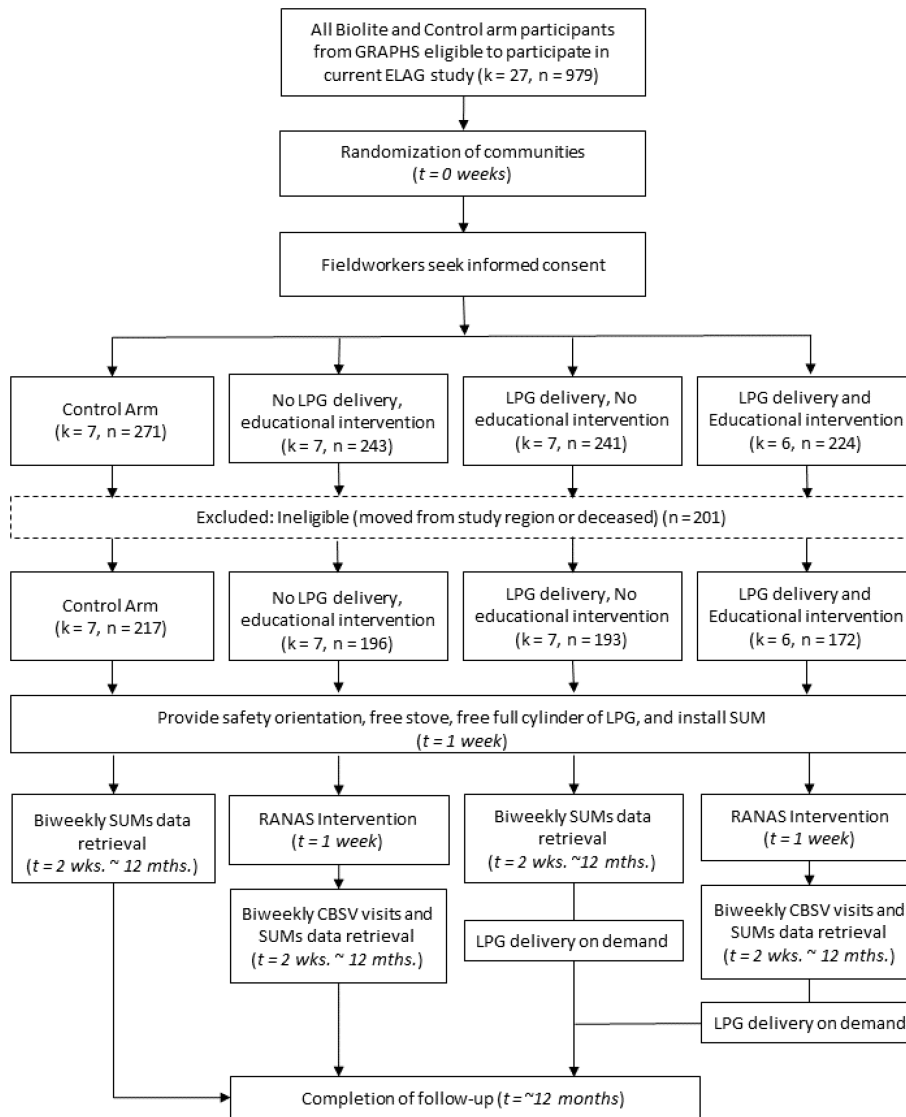 All Biolite and Control arm participants
from GRAPHS eligible to participate in
current ELAG study (k = 27, n = 979)
Randomization of communities
(t = 0 weeks)
Fieldworkers seek informed consent
Control Arm
(k = 7, n = 271)
No LPG delivery,
educational intervention
(k = 7, n = 243)
LPG delivery, No
educational intervention
(k = 7, n = 241)
LPG delivery and
Educational intervention
(k = 6, n = 224)
Excluded: Ineligible (moved from study region or deceased) (n = 201)
Control Arm
(k = 7, n = 217)
No LPG delivery,
educational intervention
(k = 7, n = 196)
LPG delivery, No
educational intervention
(k = 7, n = 193)
LPG delivery and
Educational intervention
(k = 6, n = 172)
Provide safety orientation, free stove, free full cylinder of LPG, and install SUM
(t = 1 week)
Biweekly SUMs data
retrieval
(t = 2 wks. ~ 12 mths.)
RANAS Intervention
(t = 1 week)
Biweekly CBSV visits and
SUMs data retrieval
(t = 2 wks. ~ 12 mths.)
Biweekly SUMs data
retrieval
(t = 2 wks. ~12 mths.)
LPG delivery on demand
RANAS Intervention
(t = 1 week)
Biweekly CBSV visits and
SUMs data retrieval
(t = 2 wks. ~ 12 mths.)
LPG delivery on demand
Completion of follow-up (t = ~12 months)